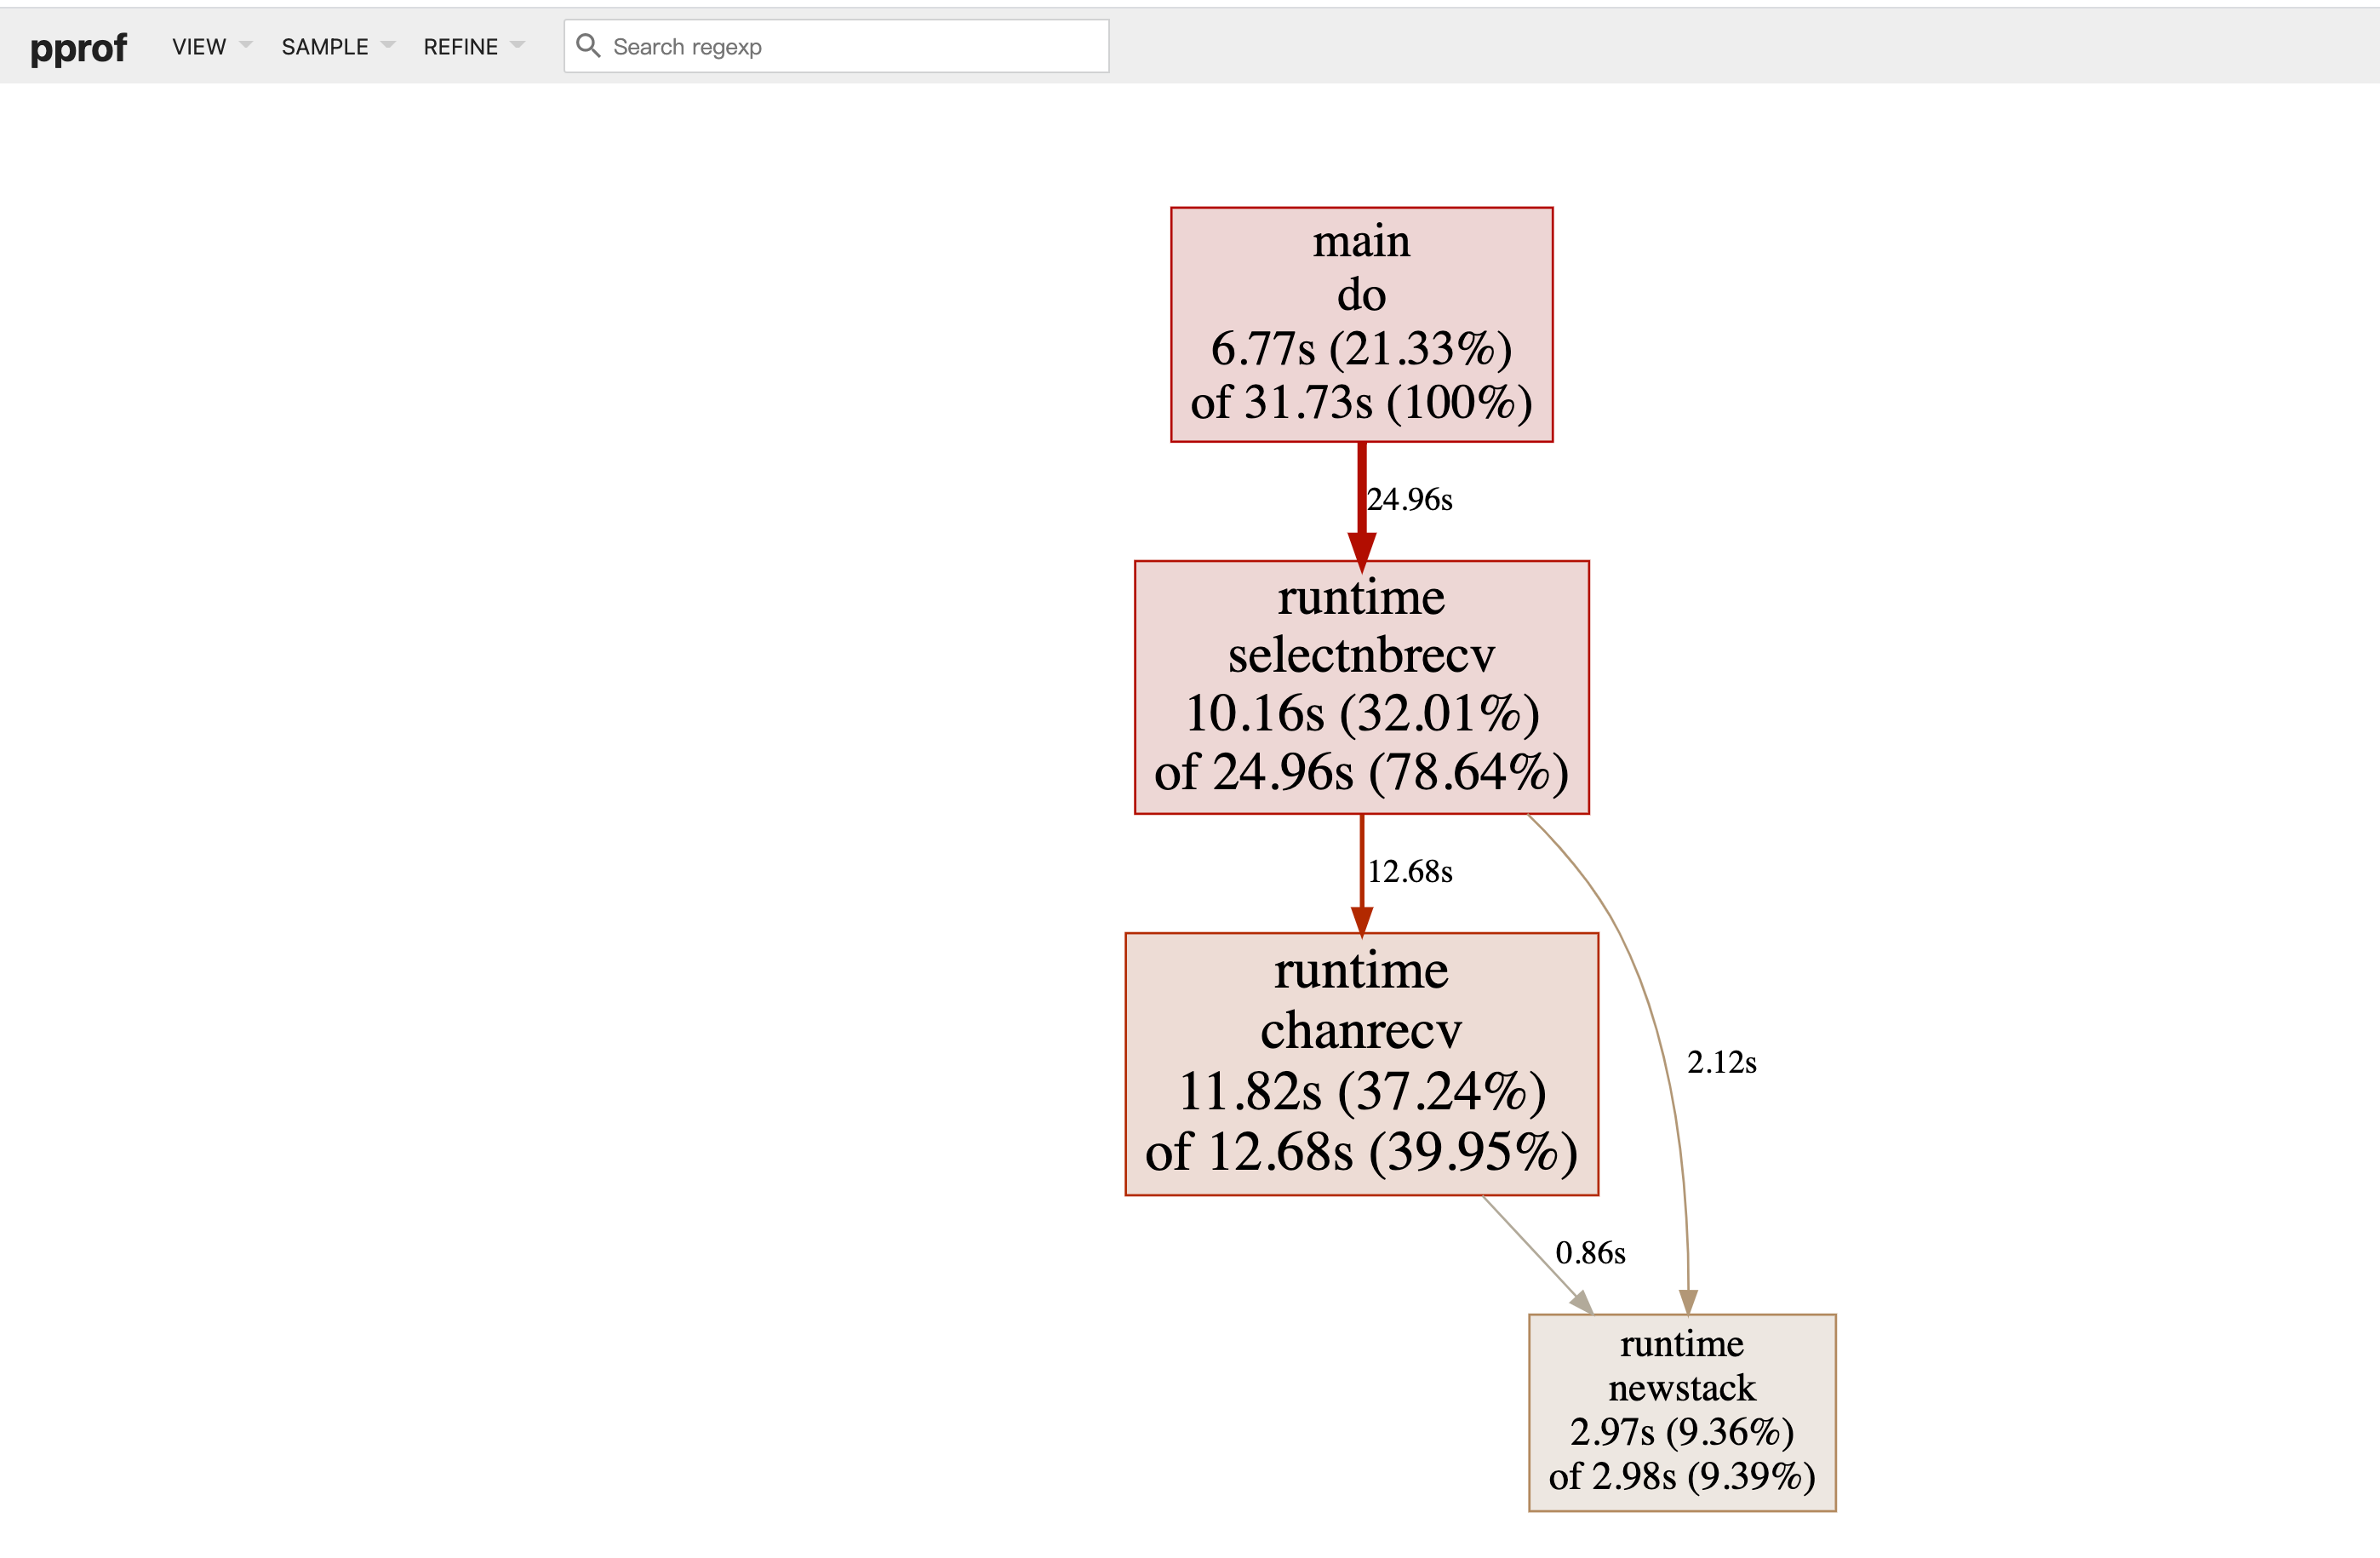 pprof
VIEW
SAMPLE
REFINE
Search regexp
main
do
6.77s (21.33%)
of 31.73s (100%)
24.96s
runtime
selectnbrecv
10.16s (32.01%)
of 24.96s (78.64%)
12.68s
runtime
chanrecv
11.82s (37.24%)
of 12.68s (39.95%)
2.12s
0.86s
runtime
newstack
2.97s (9.36%)
of 2.98s (9.39%)